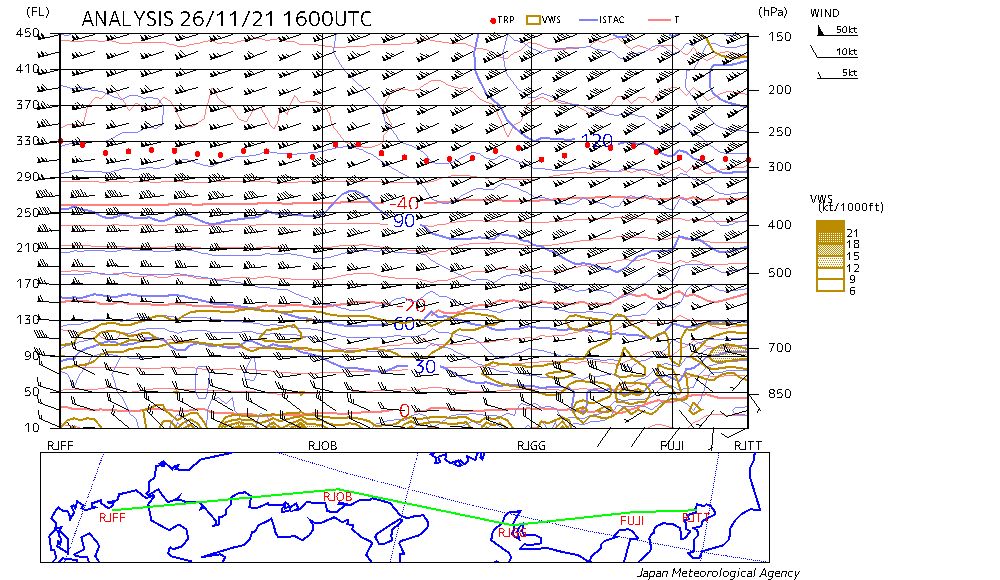 (FL) ANALYSIS 26/11/21 1600UTC TRP VWS ISTAC T (hPa) WIND
450 150
50kt
10kt
410
5kt
200
370
250
330 120
300
290
-40 VWS
(kt/1000ft)
250 90 400
21
210 18
15
500 12
170 9
6
-20
130 60
700
90 30
50 850
0
10
RJFF RJOB RJGG FUJI RJTT
RJOB
RJFF FUJI RJTT
RJGG
Japan Meteorological Agency